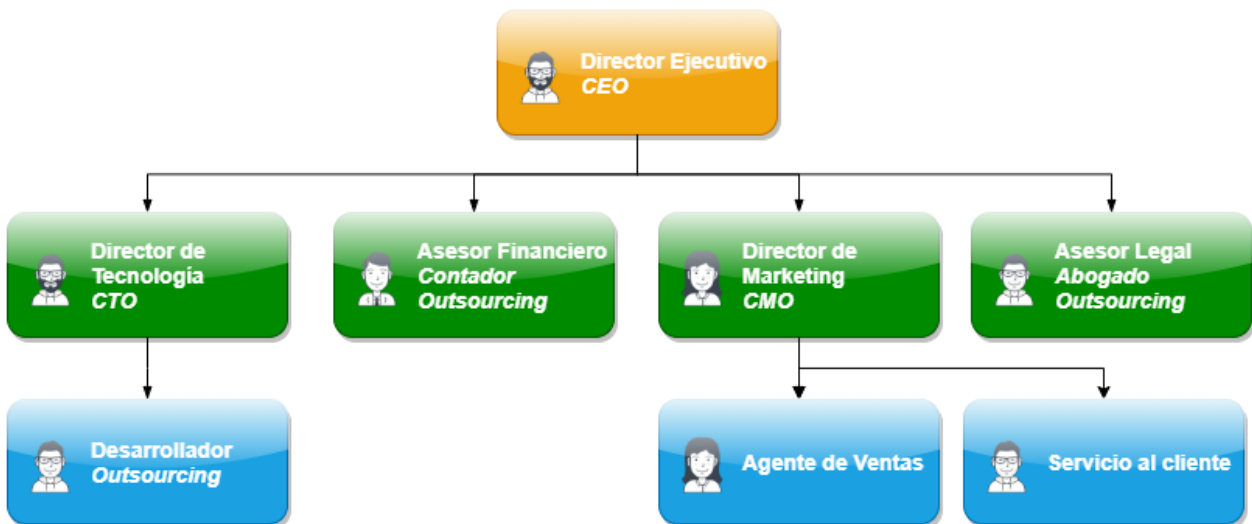 Director Ejecutivo
CEO
Director de
Tecnología
CTO
Asesor Financiero
Contador
Outsourcing
Director de
Marketing
CMO
Asesor Legal
Abogado
Outsourcing
Desarrollador
Outsourcing
Agente de Ventas
Servicio al cliente